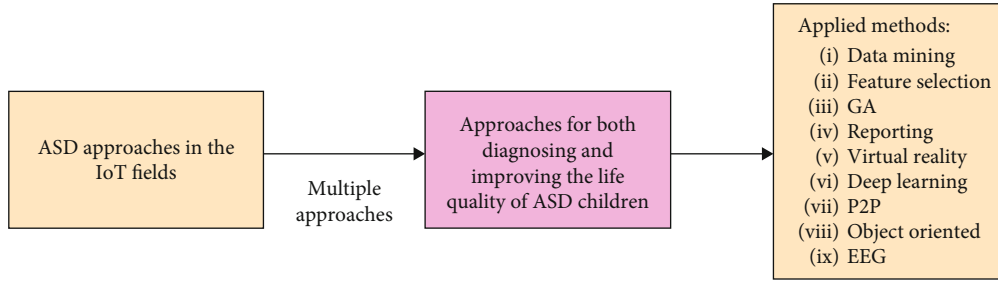 ASD approaches in the
IoT fields
Multiple
approaches
Approaches for both
diagnosing and
improving the life
quality of ASD children
Applied methods:
(i) Data mining
(ii) Feature selection
(iii) GA
(iv) Reporting
(v) Virtual reality
(vi) Deep learning
(vii) P2P
(viii) Object oriented
(ix) EEG